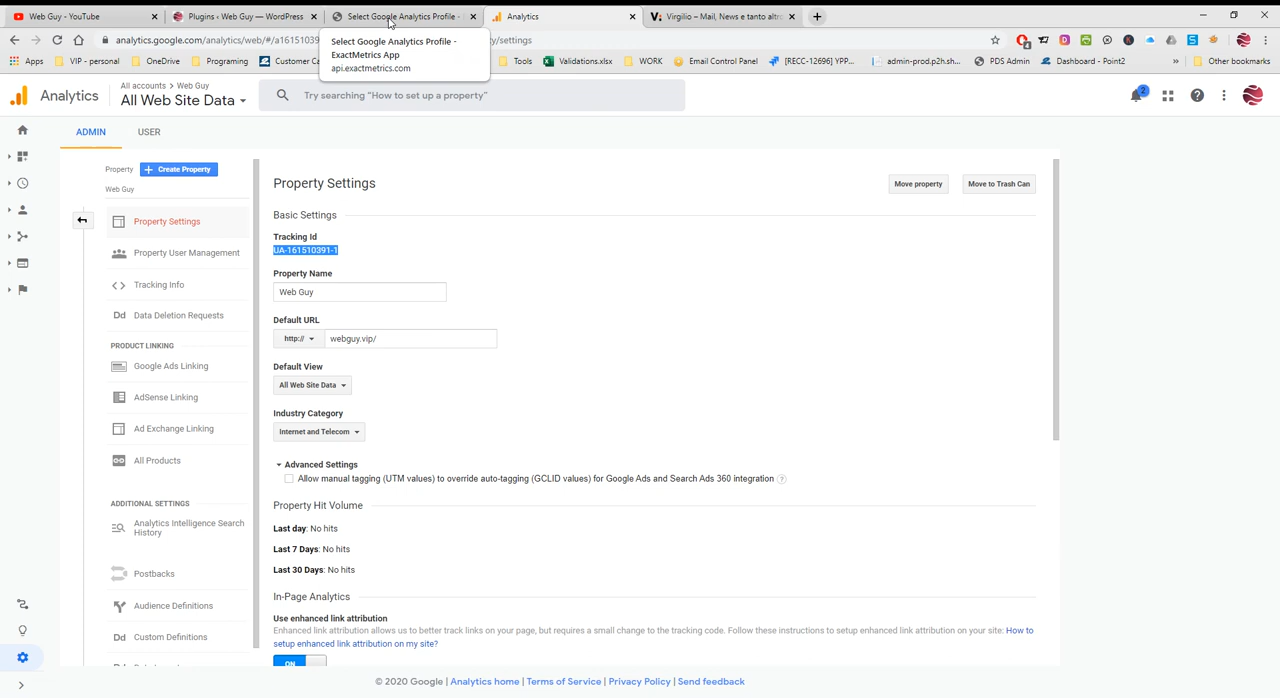 Web Guy - YouTube
Plugins ‹ Web Guy — WordPress
Select Google Analytics Profile -
Analytics
Virgilio – Mail, News e tanto altro
analytics.google.com/analytics/web/#/a16151039
y/settings
Select Google Analytics Profile -
ExactMetrics App
api.exactmetrics.com
Apps
VIP - personal
OneDrive
Programing
Customer Ca
Tools
Validations.xlsx
WORK
Email Control Panel
[RECC-12696] YPP...
admin-prod.p2h.sh...
PDS Admin
Dashboard - Point2
»
Other bookmarks
Analytics
All accounts > Web Guy
All Web Site Data
Try searching "How to set up a property"
2
ADMIN
USER
Property
+ Create Property
Web Guy
Property Settings
Property User Management
Tracking Info
Dd Data Deletion Requests
PRODUCT LINKING
Google Ads Linking
AdSense Linking
Ad Exchange Linking
All Products
ADDITIONAL SETTINGS
Analytics Intelligence Search
History
Postbacks
Audience Definitions
Dd Custom Definitions
Property Settings
Move property
Move to Trash Can
Basic Settings
Tracking Id
UA-161510391-1
Property Name
Web Guy
Default URL
http://
webguy.vip/
Default View
All Web Site Data
Industry Category
Internet and Telecom
Advanced Settings
Allow manual tagging (UTM values) to override auto-tagging (GCLID values) for Google Ads and Search Ads 360 integration ?
Property Hit Volume
Last day: No hits
Last 7 Days: No hits
Last 30 Days: No hits
In-Page Analytics
Use enhanced link attribution
Enhanced link attribution allows us to better track links on your page, but requires a small change to the tracking code. Follow these instructions to setup enhanced link attribution on your site: How to
setup enhanced link attribution on my site?
ON
© 2020 Google | Analytics home | Terms of Service | Privacy Policy | Send feedback